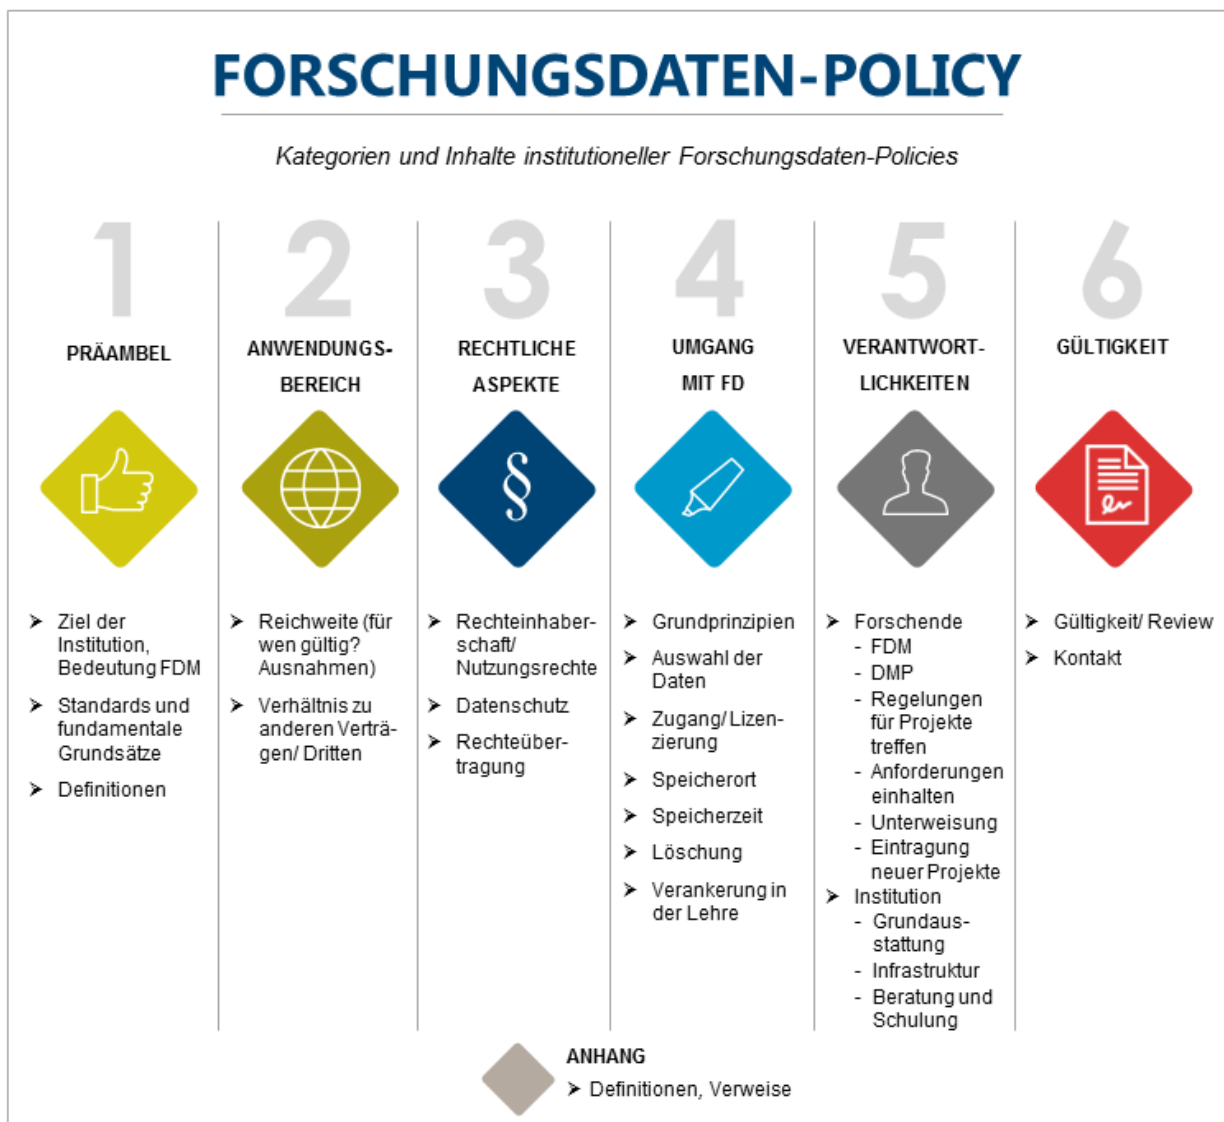 FORSCHUNGSDATEN-POLICY
Kategorien und Inhalte institutioneller Forschungsdaten-Policies
1
PRÄAMBEL
➢ Ziel der
Institution,
Bedeutung FDM
➢ Standards und
fundamentale
Grundsätze
➢ Definitionen
2
ANWENDUNGS-
BEREICH
➢ Reichweite (für
wen gültig?
Ausnahmen)
➢ Verhältnis zu
anderen Verträ-
gen/ Dritten
3
RECHTLICHE
ASPEKTE
§
➢ Rechteinhaber-
schaft/
Nutzungsrechte
➢ Datenschutz
➢ Rechteüber-
tragung
4
UMGANG
MIT FD
➢ Grundprinzipien
➢ Auswahl der
Daten
➢ Zugang/ Lizen-
zierung
➢ Speicherort
➢ Speicherzeit
➢ Löschung
➢ Verankerung in
der Lehre
5
VERANTWORT-
LICHKEITEN
➢ Forschende
- FDM
- DMP
- Regelungen
für Projekte
treffen
- Anforderungen
einhalten
- Unterweisung
- Eintragung
neuer Projekte
➢ Institution
- Grundaus-
stattung
- Infrastruktur
- Beratung und
Schulung
6
GÜLTIGKEIT
➢ Gültigkeit/ Review
➢ Kontakt
ANHANG
➢ Definitionen, Verweise